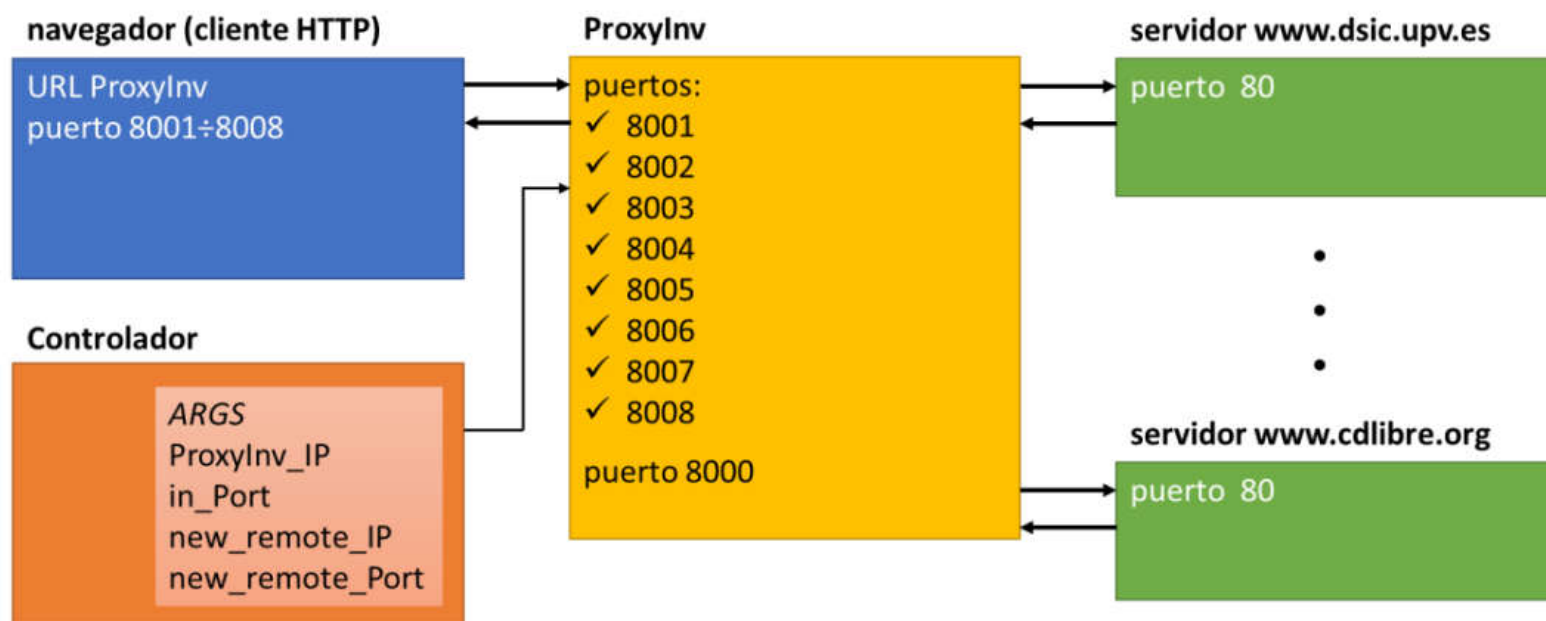 navegador (cliente HTTP)
URL ProxyInv
puerto 8001÷8008
Controlador
ARGS
ProxyInv_IP
in_Port
new_remote_IP
new_remote_Port
ProxyInv
puertos:
✓ 8001
✓ 8002
✓ 8003
✓ 8004
✓ 8005
✓ 8006
✓ 8007
✓ 8008
puerto 8000
servidor www.dsic.upv.es
puerto 80
servidor www.cdlibre.org
puerto 80